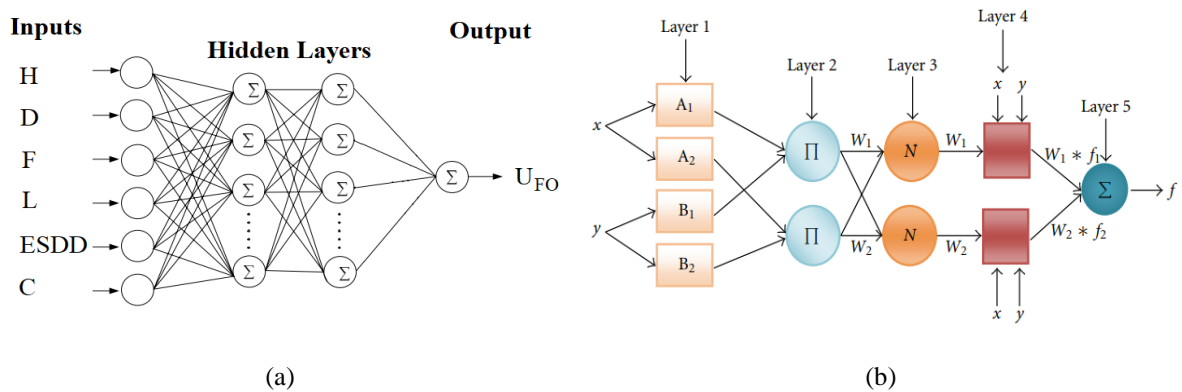 Inputs
Hidden Layers
Output
H
D
F
L
ESDD
C
Σ
Σ
Σ
Σ
Σ
Σ
Σ
Σ
Σ
U_FO
(a)
Layer 1
Layer 2
Layer 3
Layer 4
Layer 5
x
y
A₁
A₂
B₁
B₂
Π
Π
W₁
W₂
N
N
W₁
W₂
x y
x y
W₁ * f₁
W₂ * f₂
Σ
f
(b)